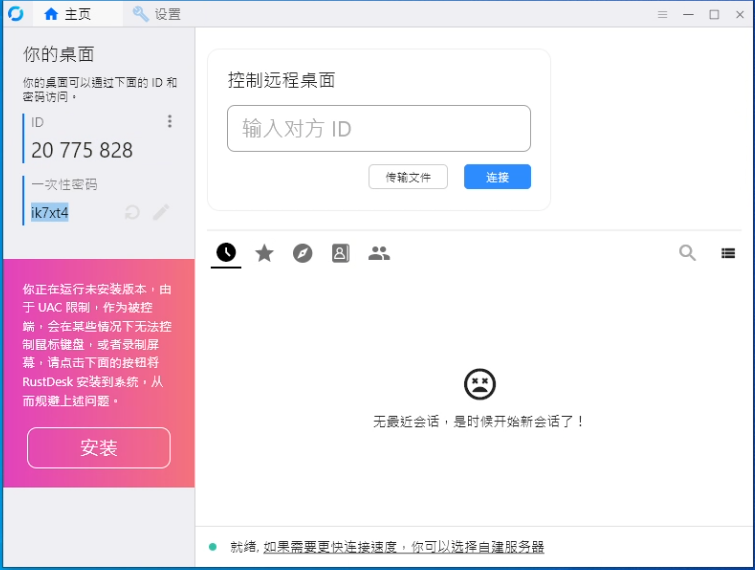 主页
设置
你的桌面
你的桌面可以通过下面的 ID 和
密码访问。
ID
20 775 828
一次性密码
ik7xt4
你正在运行未安装版本，由
于 UAC 限制，作为被控
端，会在某些情况下无法控
制鼠标键盘，或者录制屏
幕，请点击下面的按钮将
RustDesk 安装到系统，从
而规避上述问题。
安装
控制远程桌面
输入对方 ID
传输文件
连接
无最近会话，是时候开始新会话了！
就绪, 如果需要更快连接速度，你可以选择自建服务器